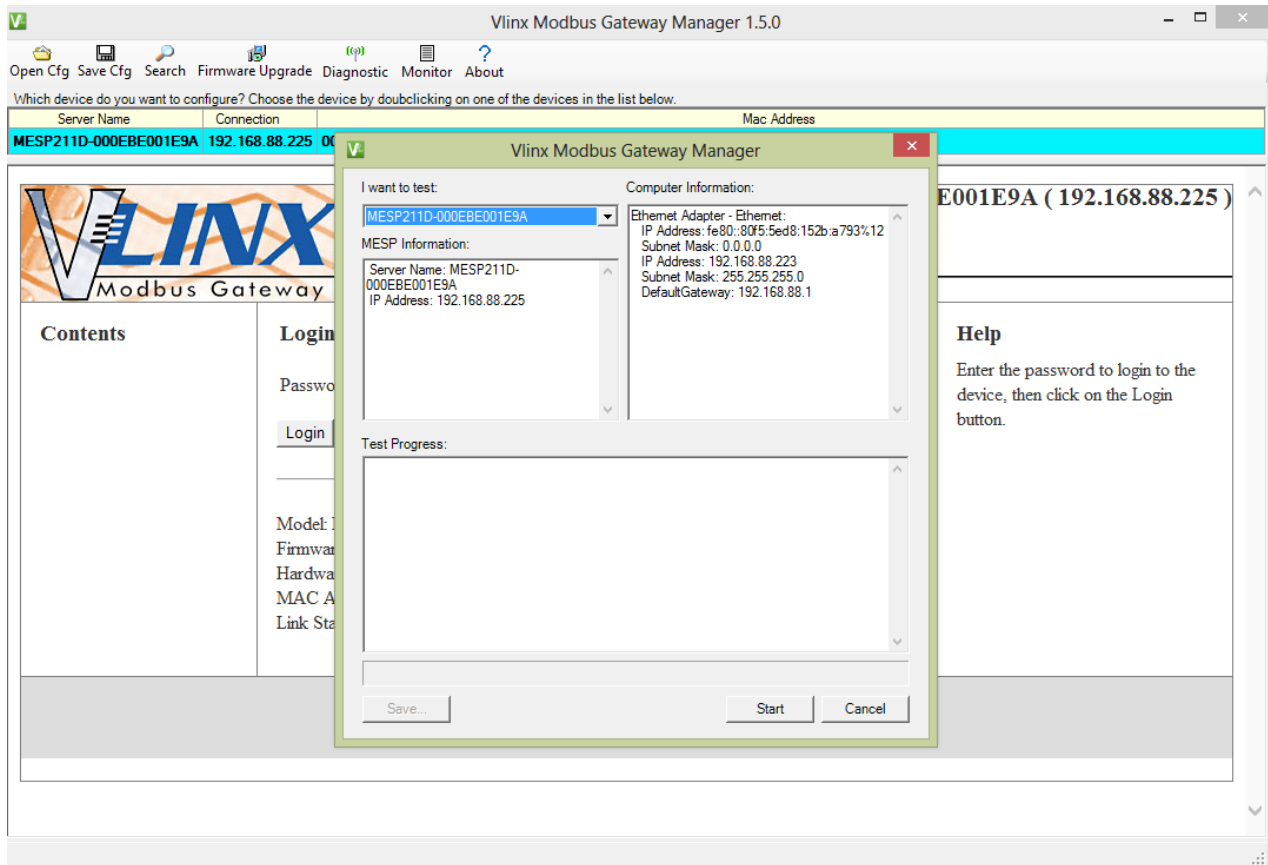 Vlinx Modbus Gateway Manager 1.5.0
Open Cfg Save Cfg Search Firmware Upgrade Diagnostic Monitor About
Which device do you want to configure? Choose the device by doubclicking on one of the devices in the list below.
Server Name Connection Mac Address
MESP211D-000EBE001E9A 192.168.88.225 00
Vlinx Modbus Gateway Manager
E001E9A ( 192.168.88.225 )
VLINX
Modbus Gateway
I want to test:
MESP211D-000EBE001E9A
MESP Information:
Server Name: MESP211D-
000EBE001E9A
IP Address: 192.168.88.225
Computer Information:
Ethernet Adapter - Ethernet:
IP Address: fe80::80f5:5ed8:152b:a793%12
Subnet Mask: 0.0.0.0
IP Address: 192.168.88.223
Subnet Mask: 255.255.255.0
DefaultGateway: 192.168.88.1
Test Progress:
Save...
Start
Cancel
Contents
Login
Passwo
Login
Model:
Firmwar
Hardwa
MAC A
Link Sta
Help
Enter the password to login to the
device, then click on the Login
button.